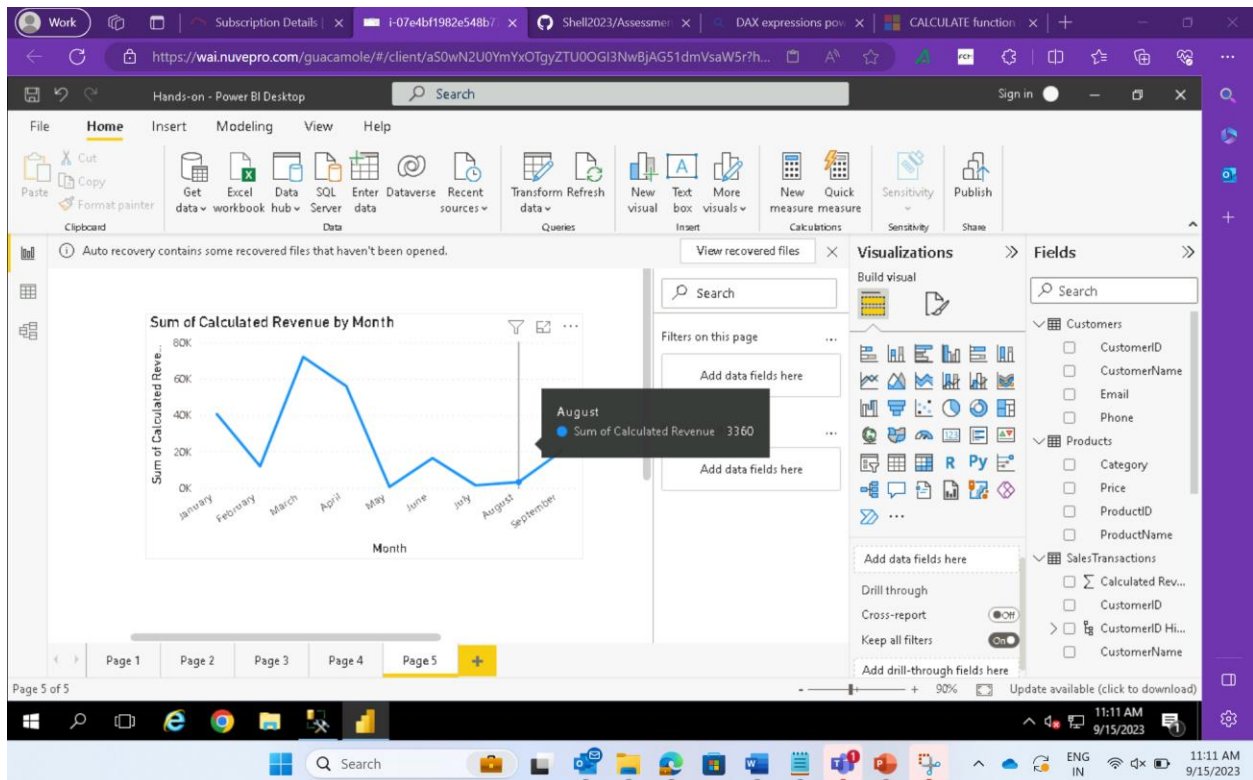 Work
Subscription Details |
i-07e4bf1982e548b7
Shell2023/Assessmen
DAX expressions pow
CALCULATE function
https://wai.nuvepro.com/guacamole/#/client/aS0wN2U0YmYxOTgyZTU0OGI3NwBjAG51dmVsaW5r?h...
Hands-on - Power BI Desktop
Search
Sign in
File
Home
Insert
Modeling
View
Help
Paste
Cut
Copy
Format painter
Get data
Excel workbook
Data hub
SQL Server
Enter data
Dataverse
Recent sources
Transform data
Refresh
New visual
Text box
More visuals
New measure
Quick measure
Sensitivity
Publish
Clipboard
Data
Queries
Insert
Calculations
Sensitivity
Share
Auto recovery contains some recovered files that haven't been opened.
View recovered files
Sum of Calculated Revenue by Month
Sum of Calculated Reve...
80K
60K
40K
20K
0K
January
February
March
April
May
June
July
August
September
Month
August
Sum of Calculated Revenue 3360
Search
Filters on this page
...
Add data fields here
...
Add data fields here
Visualizations
Build visual
R
Py
123
...
Add data fields here
Drill through
Cross-report
Off
Keep all filters
On
Add drill-through fields here
Fields
Search
Customers
CustomerID
CustomerName
Email
Phone
Products
Category
Price
ProductID
ProductName
SalesTransactions
Calculated Rev...
CustomerID
CustomerID Hi...
CustomerName
Page 1
Page 2
Page 3
Page 4
Page 5
+
Page 5 of 5
- + 90%
Update available (click to download)
11:11 AM
9/15/2023
1
Search
ENG
IN
11:11 AM
9/15/2023